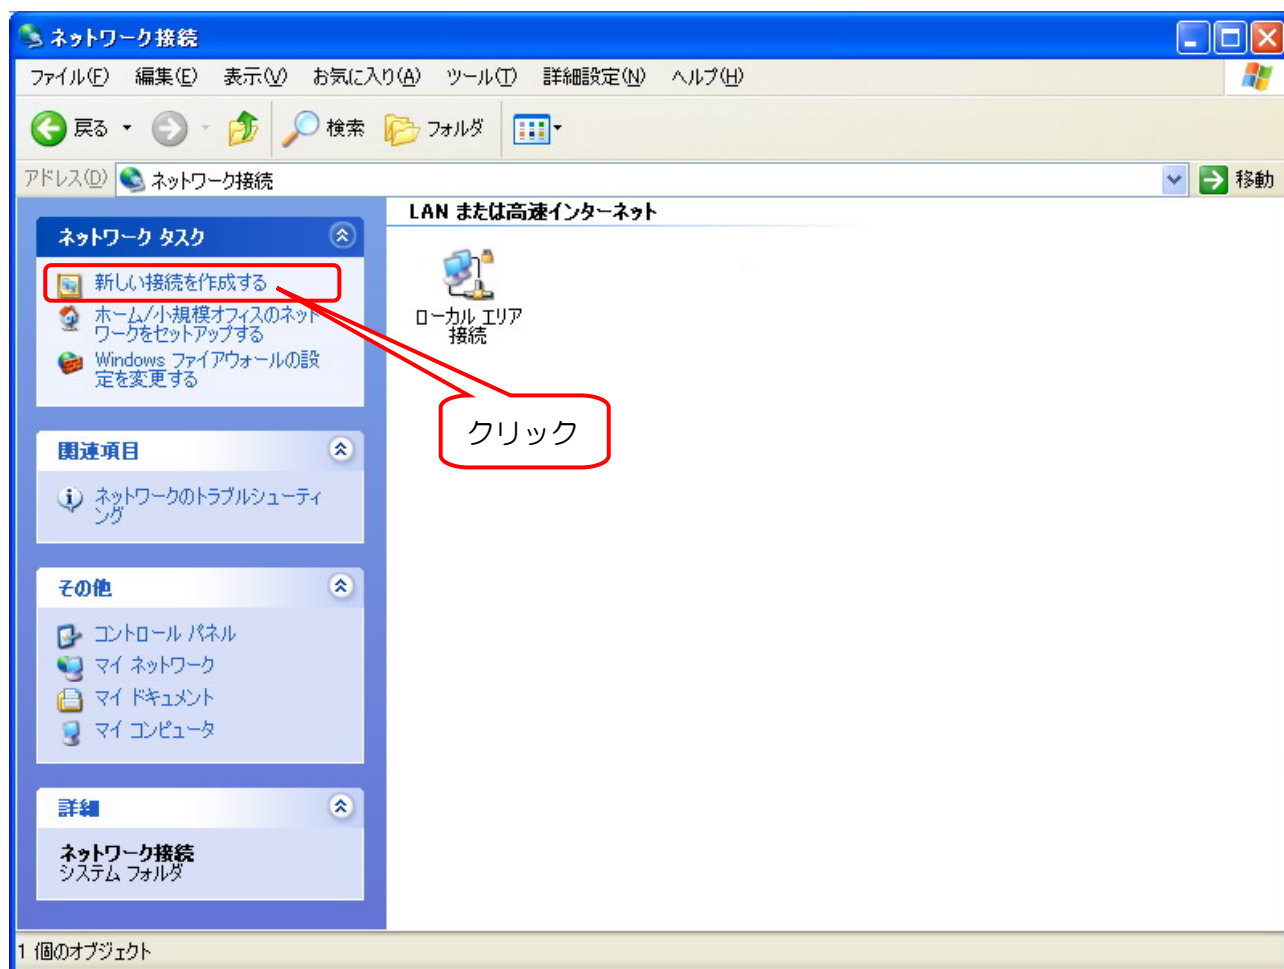 ネットワーク接続
ファイル(F) 編集(E) 表示(V) お気に入り(A) ツール(T) 詳細設定(N) ヘルプ(H)
戻る 検索 フォルダ
アドレス(D) ネットワーク接続 移動
ネットワーク タスク
新しい接続を作成する
ホーム/小規模オフィスのネット
ワークをセットアップする
Windows ファイアウォールの設
定を変更する
関連項目
ネットワークのトラブルシューティ
ング
その他
コントロール パネル
マイ ネットワーク
マイ ドキュメント
マイ コンピュータ
詳細
ネットワーク接続
システム フォルダ
LAN または高速インターネット
ローカル エリア
接続
クリック
1 個のオブジェクト